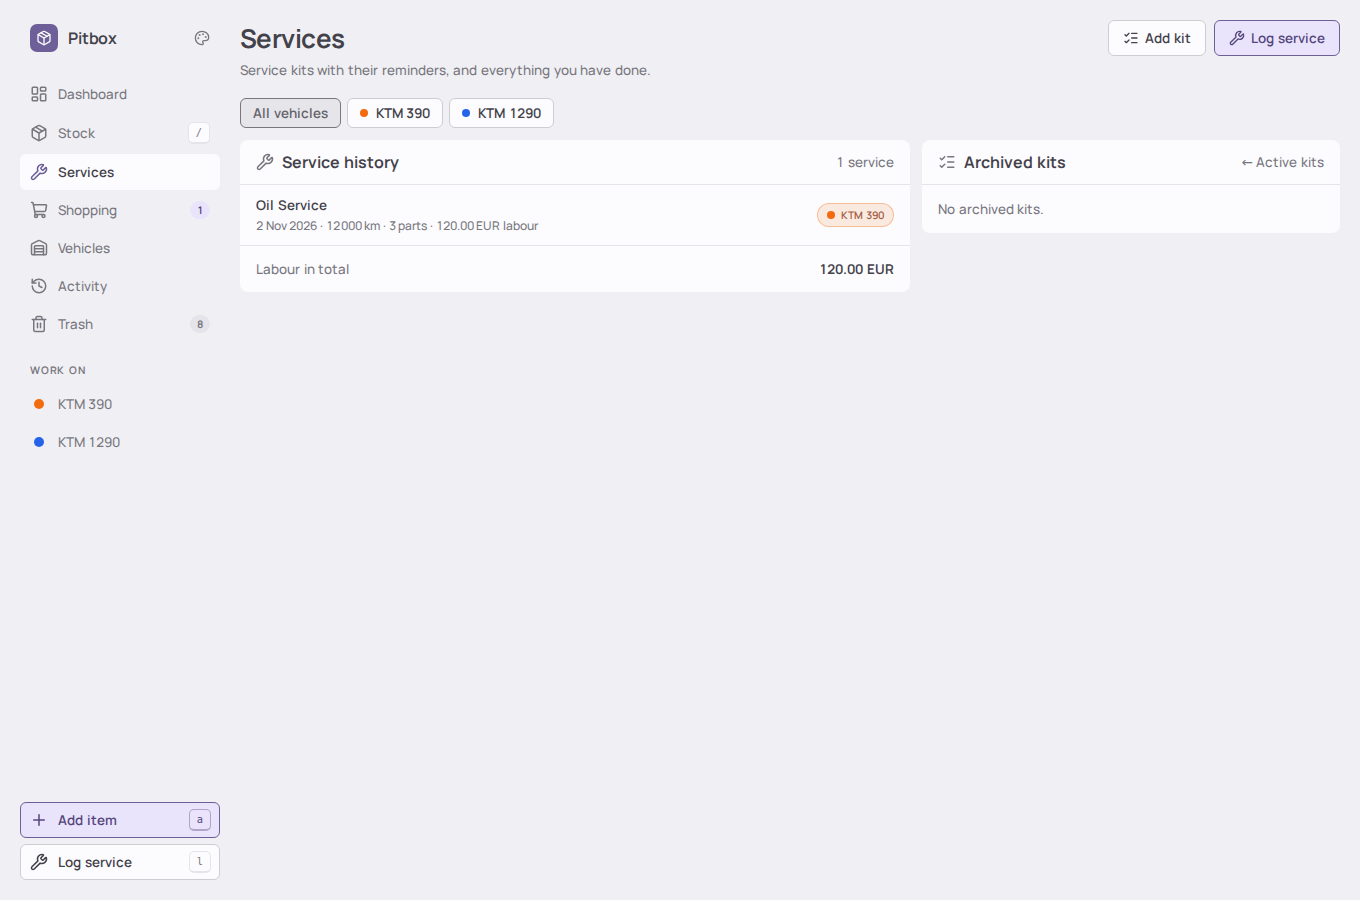 Pitbox
Dashboard
Stock /
Services
Shopping 1
Vehicles
Activity
Trash 8
WORK ON
KTM 390
KTM 1290
Add item a
Log service l
Services
Service kits with their reminders, and everything you have done.
Add kit
Log service
All vehicles
KTM 390
KTM 1290
Service history
1 service
Oil Service
2 Nov 2026 · 12 000 km · 3 parts · 120.00 EUR labour
KTM 390
Labour in total
120.00 EUR
Archived kits
← Active kits
No archived kits.